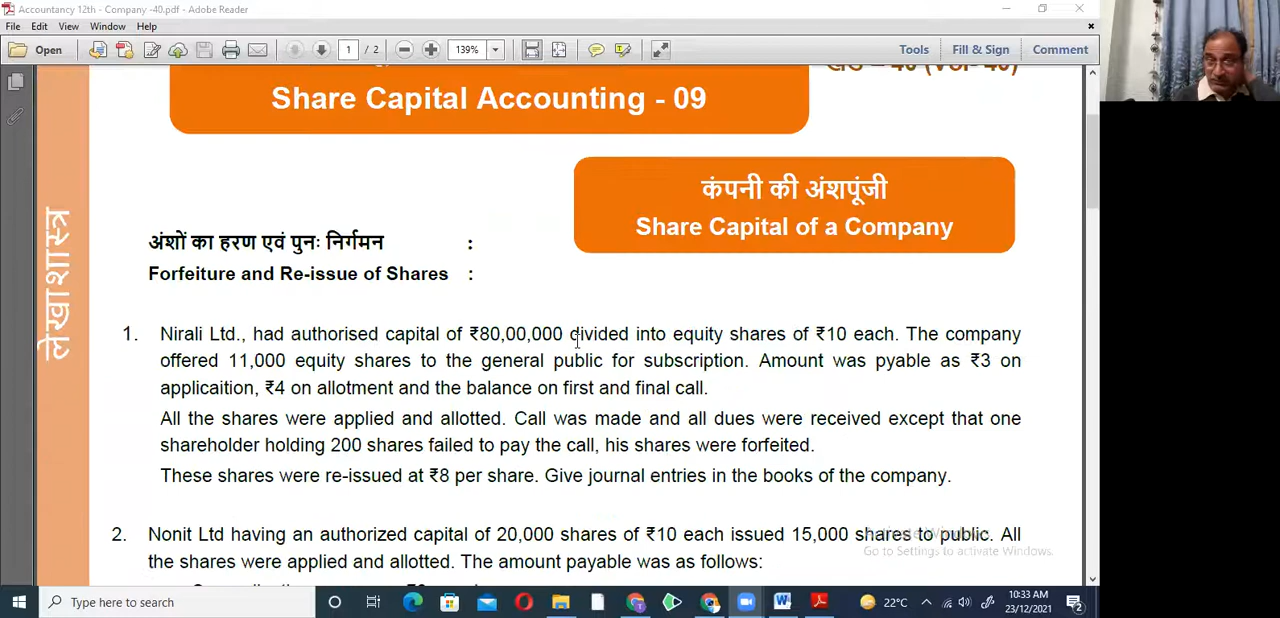 Accountancy 12th - Company -40.pdf - Adobe Reader
File Edit View Window Help
Open 1 / 2 139% Tools Fill & Sign Comment
Share Capital Accounting - 09
कंपनी की अंशपूंजी
Share Capital of a Company
लेखाशास्त्र
अंशों का हरण एवं पुनः निर्गमन :
Forfeiture and Re-issue of Shares :
1. Nirali Ltd., had authorised capital of ₹80,00,000 divided into equity shares of ₹10 each. The company
offered 11,000 equity shares to the general public for subscription. Amount was pyable as ₹3 on
applicaition, ₹4 on allotment and the balance on first and final call.
All the shares were applied and allotted. Call was made and all dues were received except that one
shareholder holding 200 shares failed to pay the call, his shares were forfeited.
These shares were re-issued at ₹8 per share. Give journal entries in the books of the company.
2. Nonit Ltd having an authorized capital of 20,000 shares of ₹10 each issued 15,000 shares to public. All
the shares were applied and allotted. The amount payable was as follows:
Activate Windows
Go to Settings to activate Windows.
Type here to search
22°C
10:33 AM
23/12/2021
2